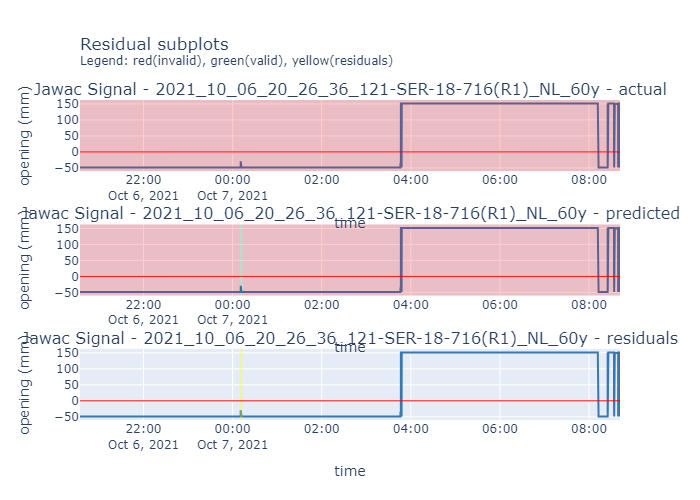 Residual subplots
Legend: red(invalid), green(valid), yellow(residuals)
Jawac Signal - 2021_10_06_20_26_36_121-SER-18-716(R1)_NL_60y - actual
opening (mm)
150
100
50
0
−50
22:00 00:00 02:00 04:00 06:00 08:00
Oct 6, 2021 Oct 7, 2021
time
Jawac Signal - 2021_10_06_20_26_36_121-SER-18-716(R1)_NL_60y - predicted
opening (mm)
150
100
50
0
−50
22:00 00:00 02:00 04:00 06:00 08:00
Oct 6, 2021 Oct 7, 2021
time
Jawac Signal - 2021_10_06_20_26_36_121-SER-18-716(R1)_NL_60y - residuals
opening (mm)
150
100
50
0
−50
22:00 00:00 02:00 04:00 06:00 08:00
Oct 6, 2021 Oct 7, 2021
time